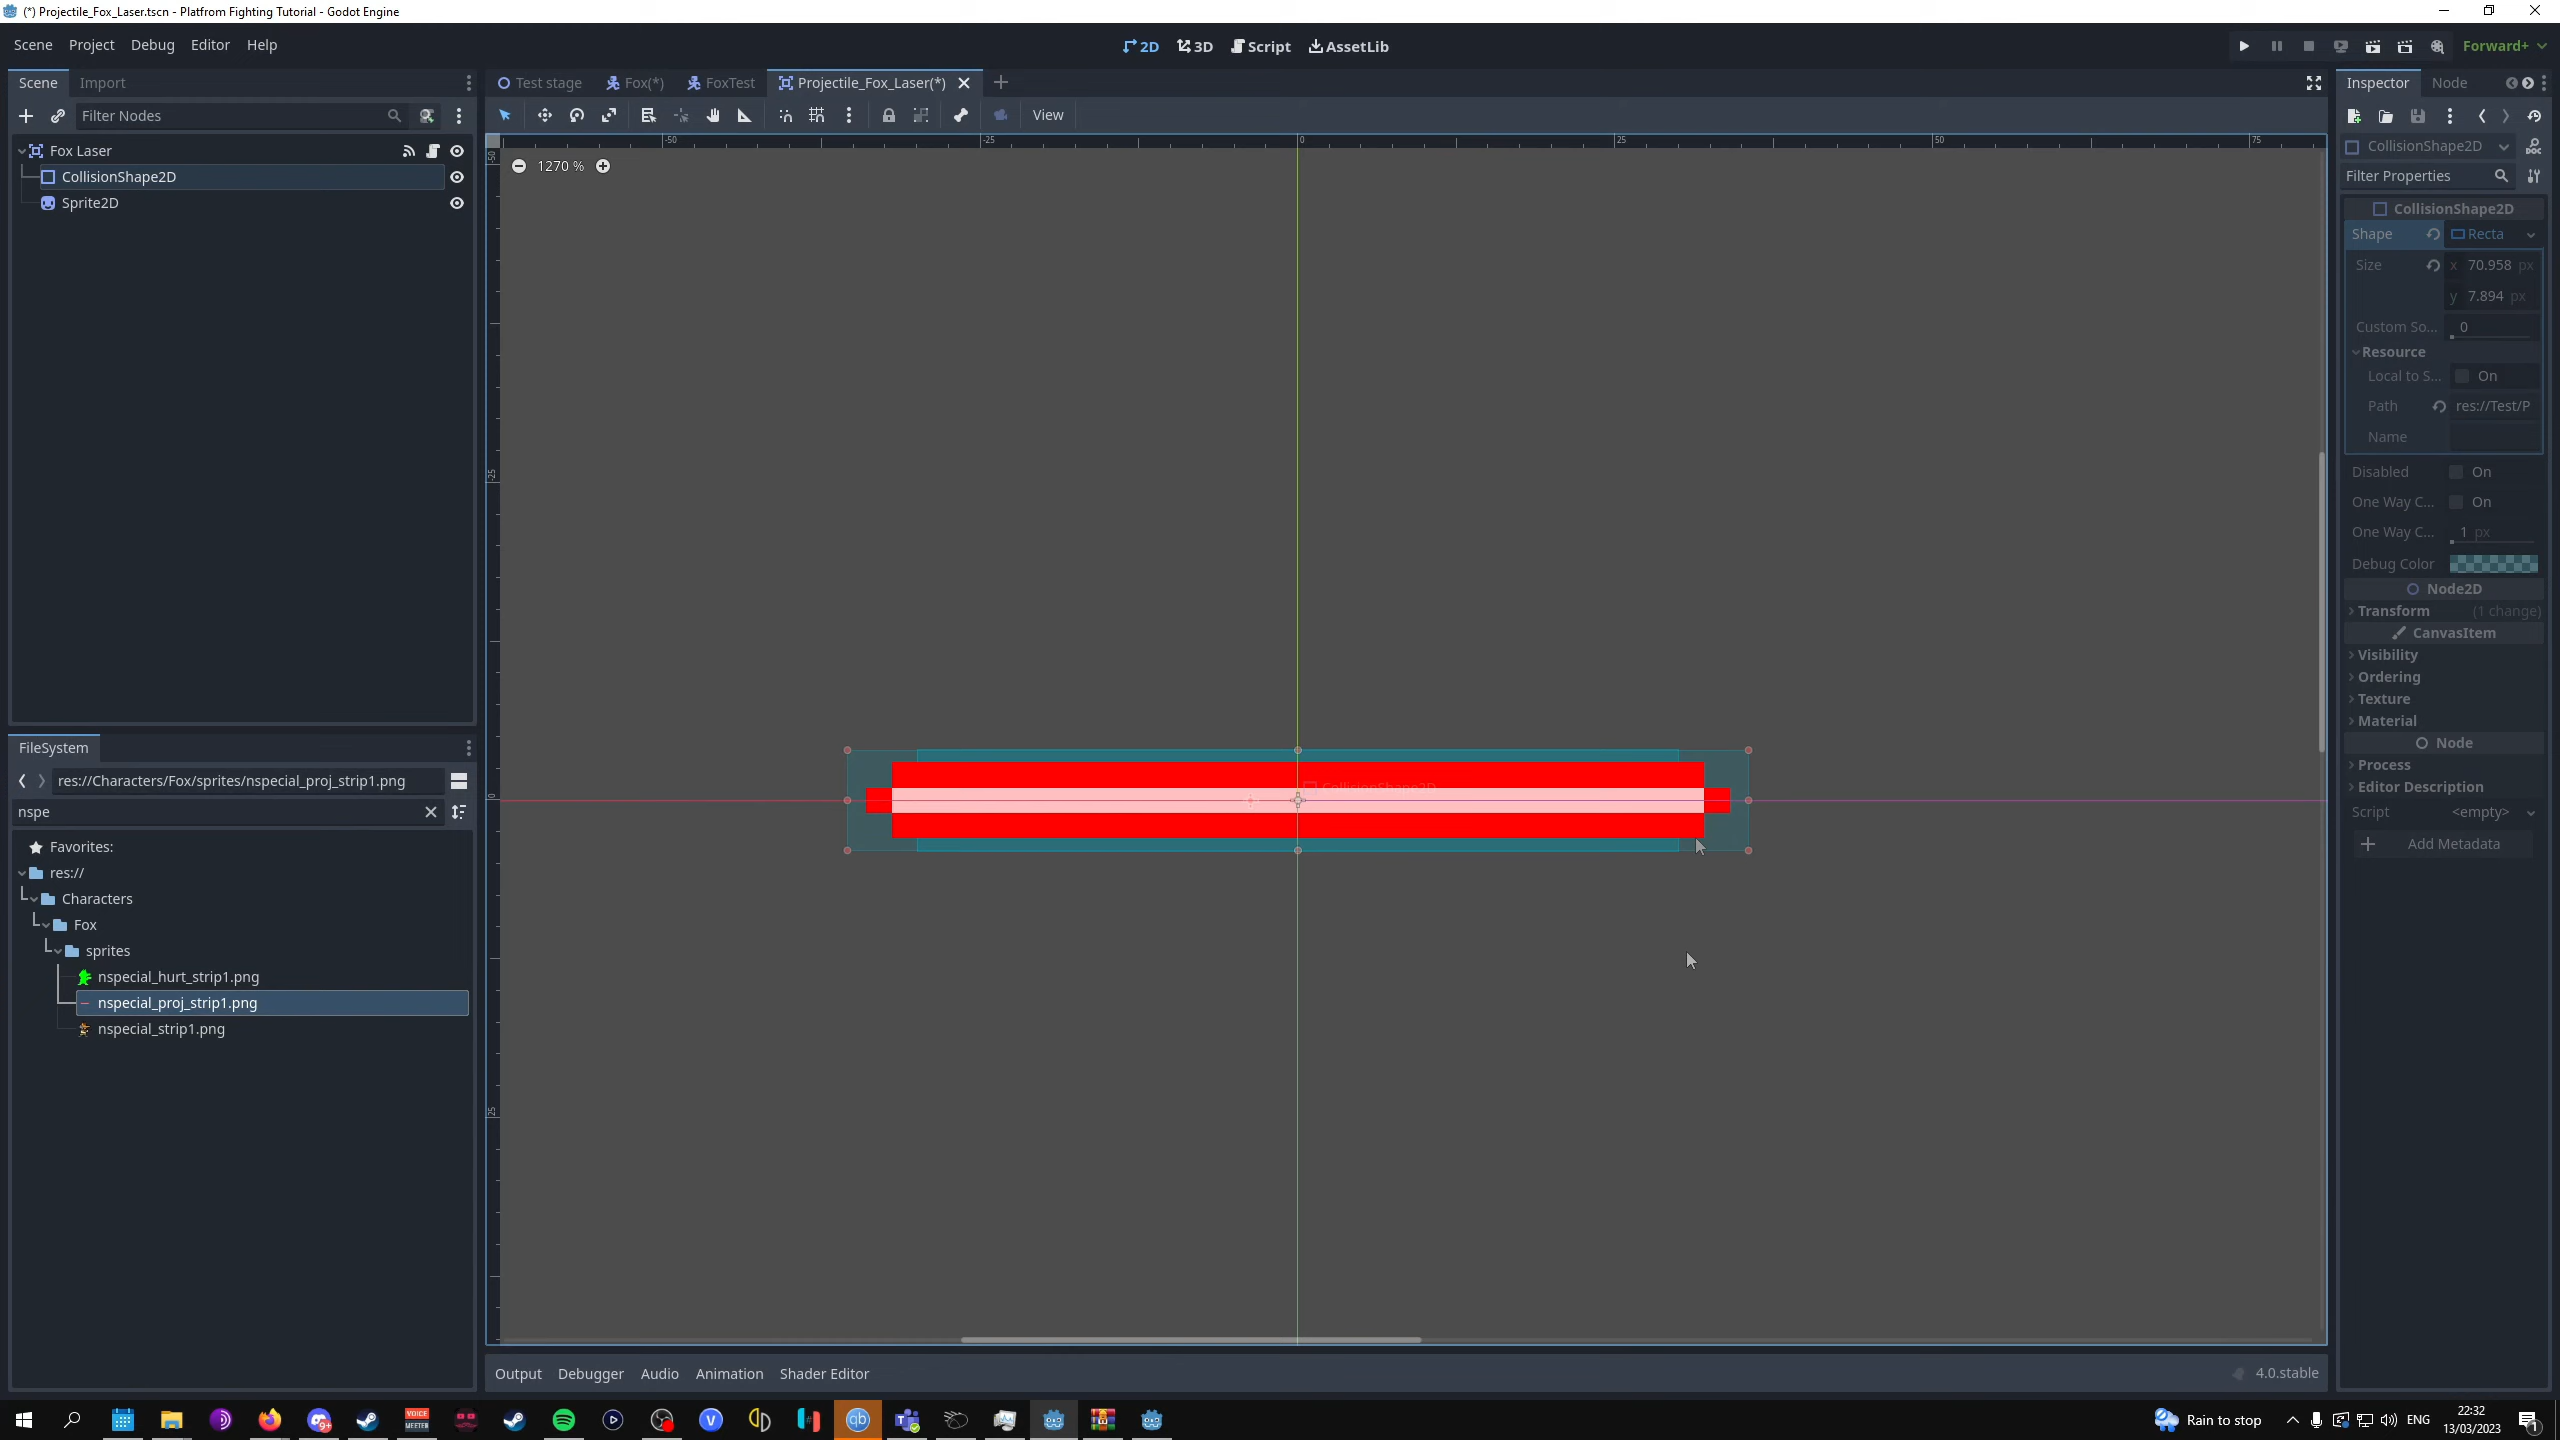 (*) Projectile_Fox_Laser.tscn - Platfrom Fighting Tutorial - Godot Engine
Scene Project Debug Editor Help
2D 3D Script AssetLib
Forward+
Scene Import
Test stage Fox(*) FoxTest Projectile_Fox_Laser(*)
Inspector Node
Filter Nodes
View
Fox Laser
CollisionShape2D
Sprite2D
-50 -25 0 25 50 75
1270 %
-50
-25
0
25
CollisionShape2D
CollisionShape2D
Filter Properties
CollisionShape2D
Shape Recta
Size x 70.958 px
y 7.894 px
Custom So... 0
Resource
Local to S... On
Path res://Test/P
Name
Disabled On
One Way C... On
One Way C... 1 px
Debug Color
Node2D
Transform (1 change)
CanvasItem
Visibility
Ordering
Texture
Material
Node
Process
Editor Description
Script <empty>
Add Metadata
FileSystem
res://Characters/Fox/sprites/nspecial_proj_strip1.png
nspe
Favorites:
res://
Characters
Fox
sprites
nspecial_hurt_strip1.png
nspecial_proj_strip1.png
nspecial_strip1.png
Output Debugger Audio Animation Shader Editor
4.0.stable
Rain to stop
ENG
22:32
13/03/2023